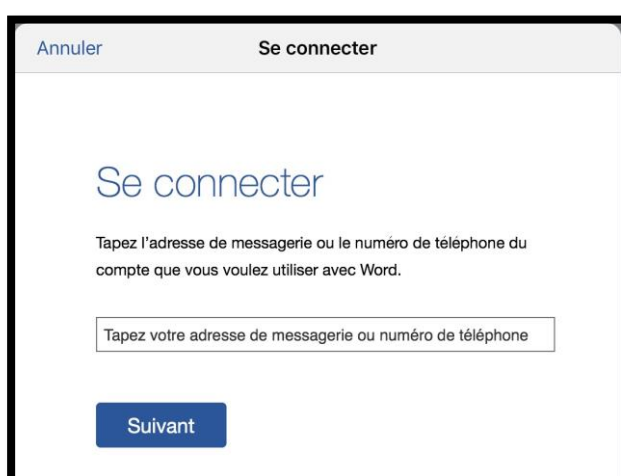 Annuler
Se connecter
Se connecter
Tapez l’adresse de messagerie ou le numéro de téléphone du
compte que vous voulez utiliser avec Word.
Tapez votre adresse de messagerie ou numéro de téléphone
Suivant